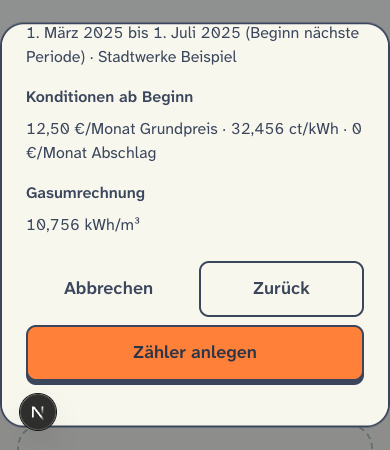 1. März 2025 bis 1. Juli 2025 (Beginn nächste
Periode) · Stadtwerke Beispiel
Konditionen ab Beginn
12,50 €/Monat Grundpreis · 32,456 ct/kWh · 0
€/Monat Abschlag
Gasumrechnung
10,756 kWh/m³
Abbrechen
Zurück
Zähler anlegen
N